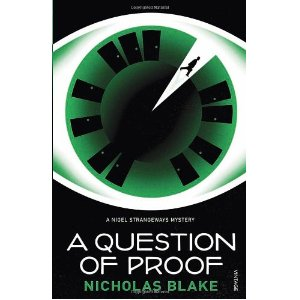 A NIGEL STRANGEWAYS MYSTERY
A QUESTION
OF PROOF
NICHOLAS BLAKE
VINTAGE